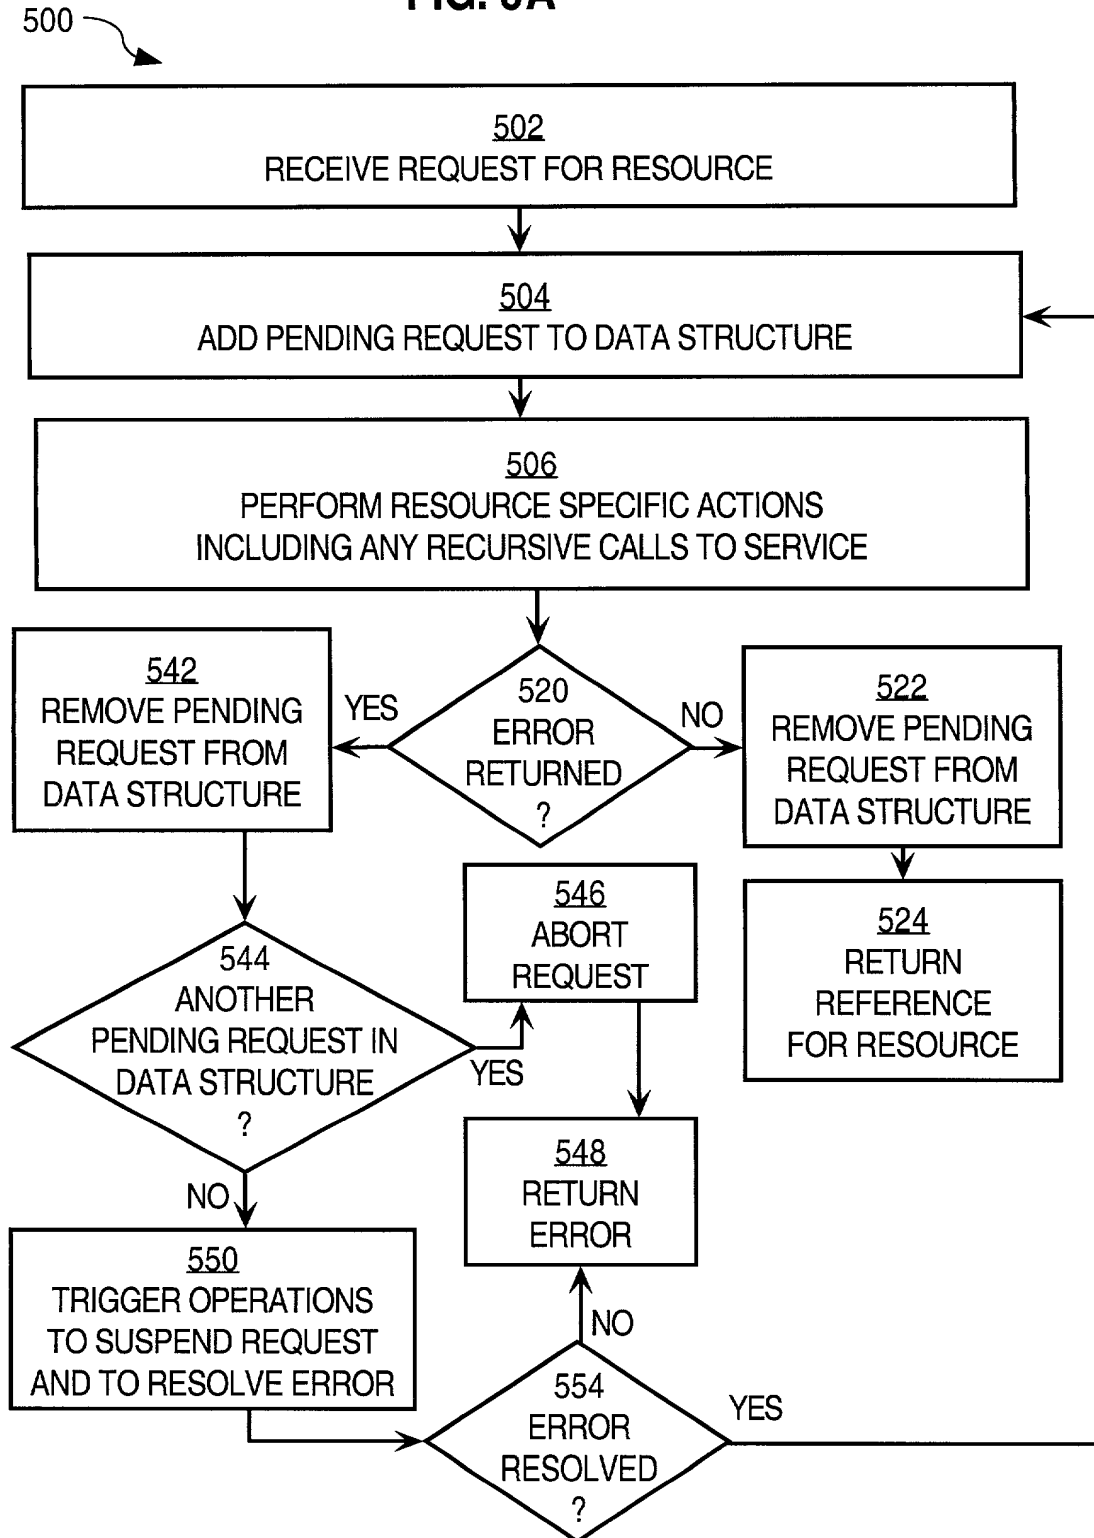 500
502
RECEIVE REQUEST FOR RESOURCE
504
ADD PENDING REQUEST TO DATA STRUCTURE
506
PERFORM RESOURCE SPECIFIC ACTIONS
INCLUDING ANY RECURSIVE CALLS TO SERVICE
542
REMOVE PENDING
REQUEST FROM
DATA STRUCTURE
YES
520
ERROR
RETURNED
?
NO
522
REMOVE PENDING
REQUEST FROM
DATA STRUCTURE
546
ABORT
REQUEST
524
RETURN
REFERENCE
FOR RESOURCE
544
ANOTHER
PENDING REQUEST IN
DATA STRUCTURE
?
YES
NO
548
RETURN
ERROR
550
TRIGGER OPERATIONS
TO SUSPEND REQUEST
AND TO RESOLVE ERROR
NO
554
ERROR
RESOLVED
?
YES